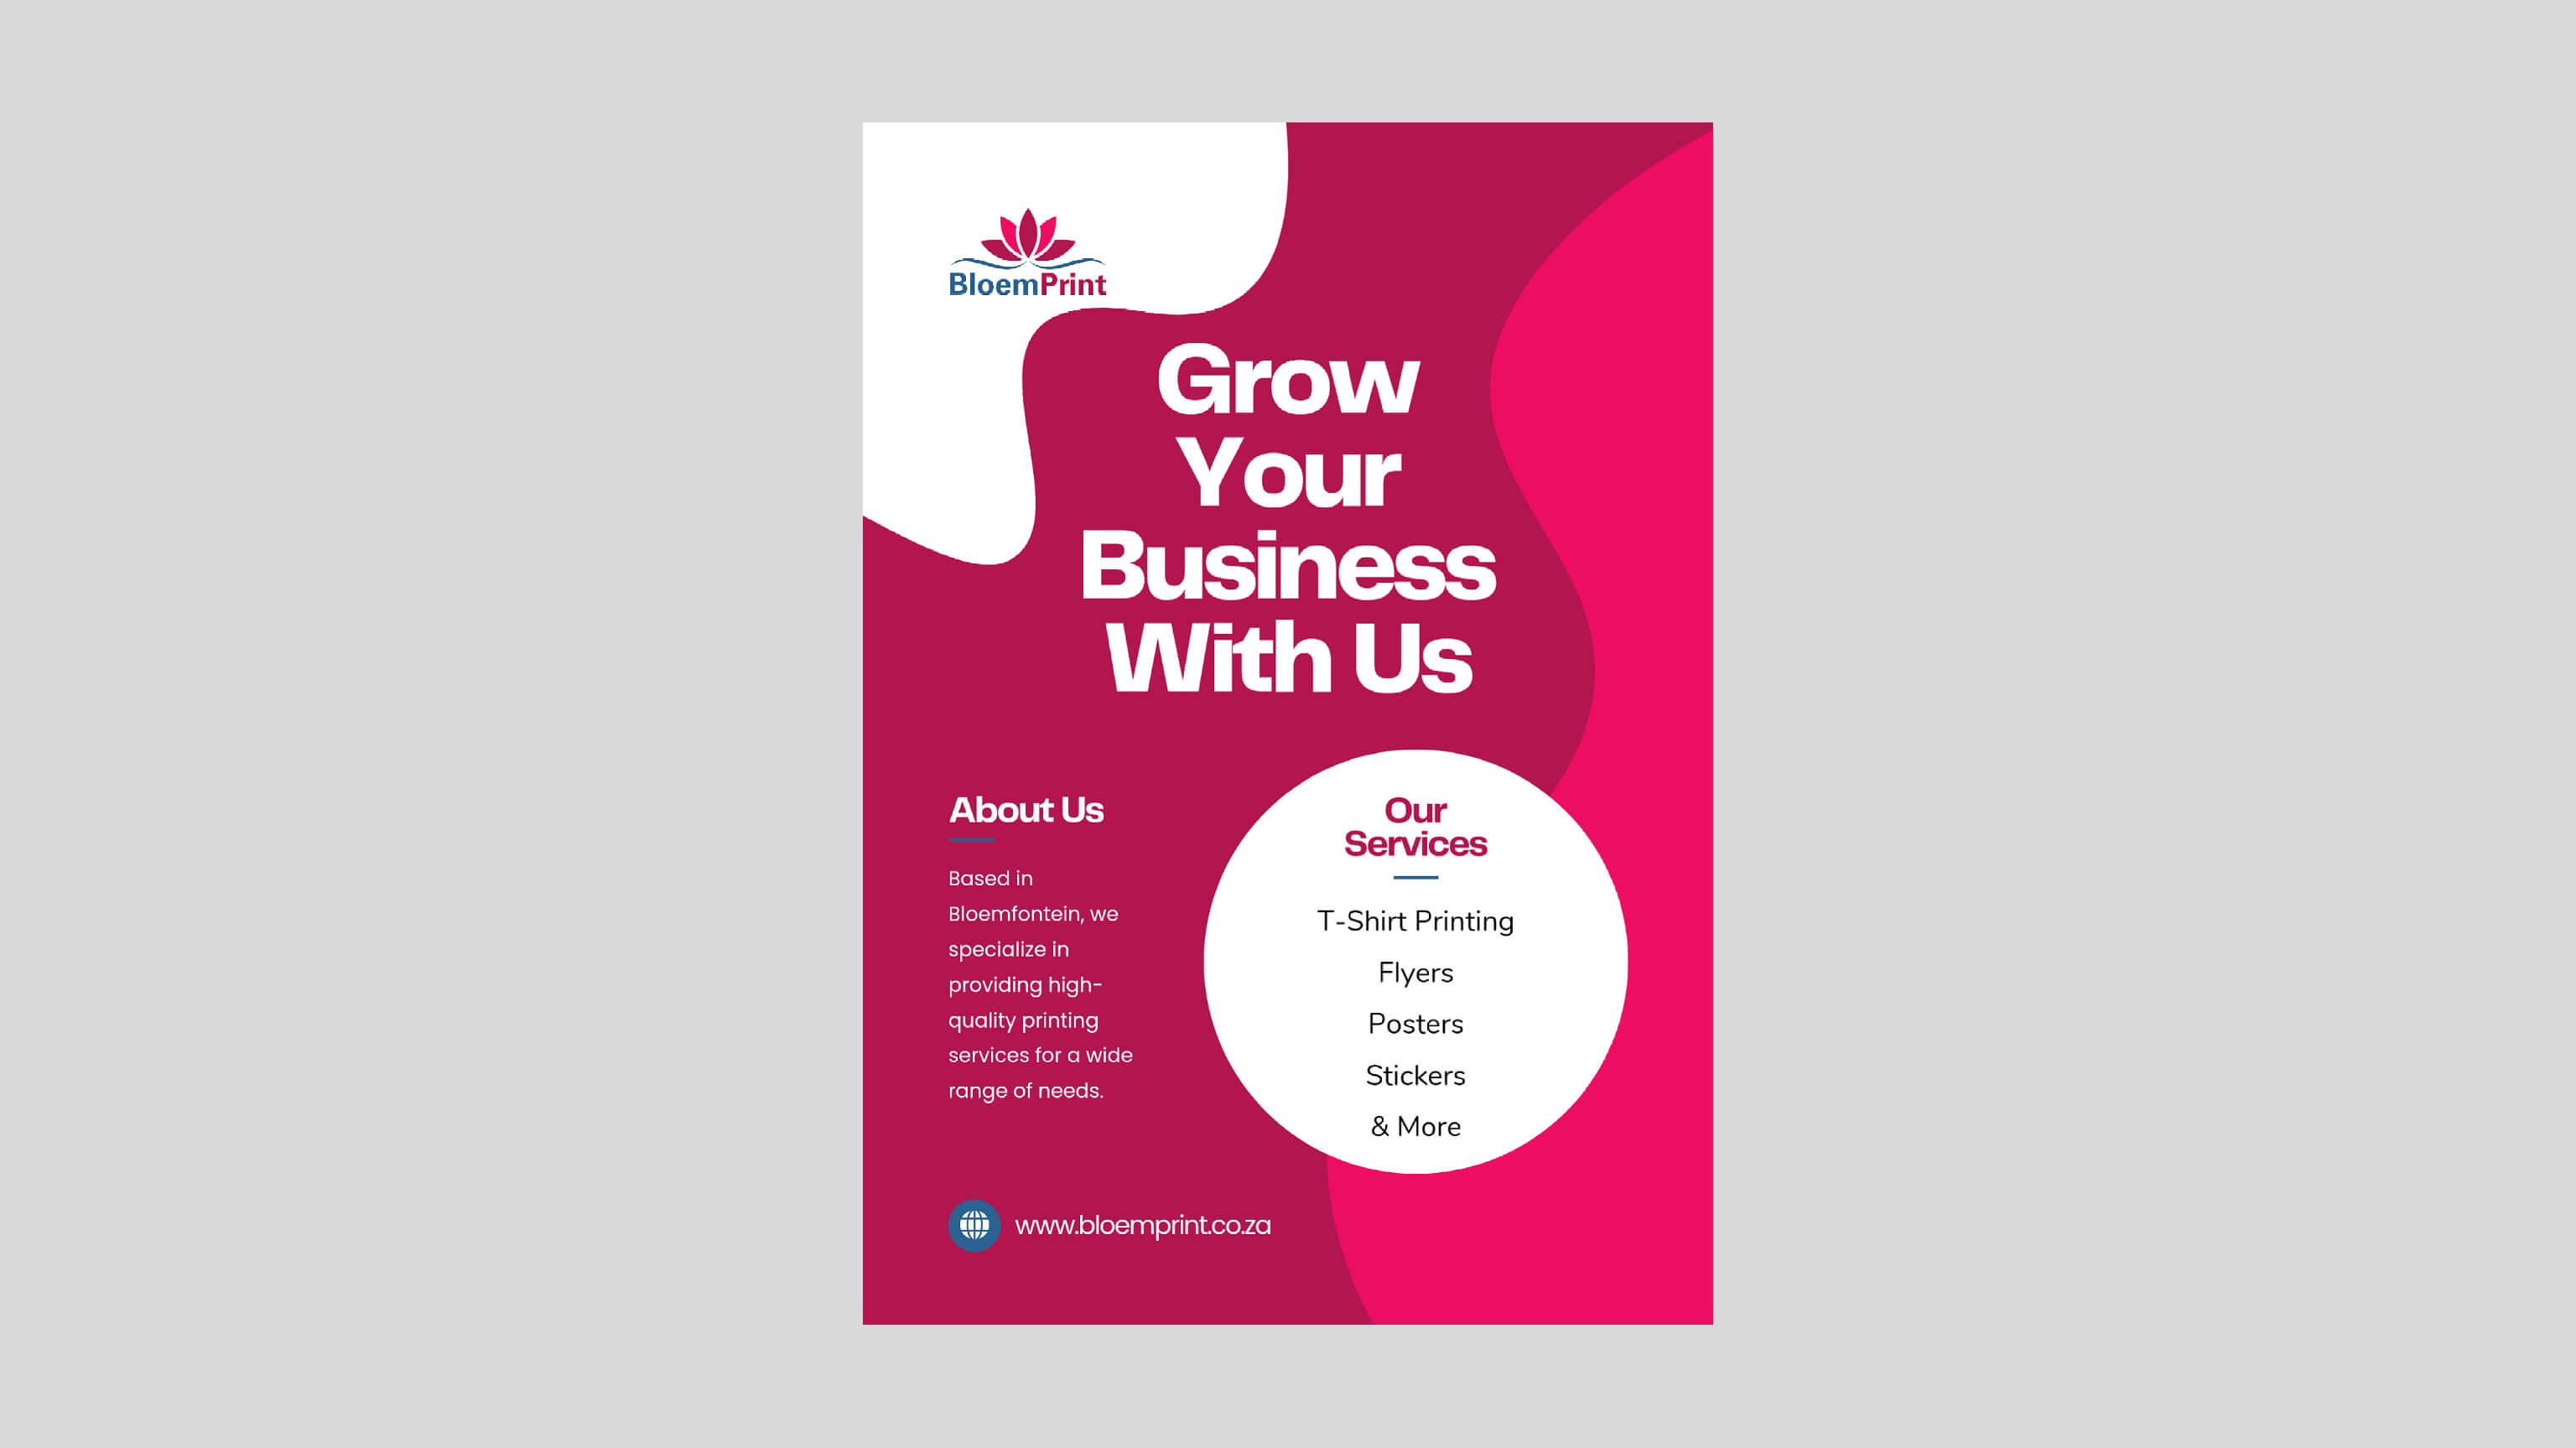 BloemPrint
Grow
Your
Business
With Us
About Us
Based in
Bloemfontein, we
specialize in
providing high-
quality printing
services for a wide
range of needs.
Our
Services
T-Shirt Printing
Flyers
Posters
Stickers
& More
www.bloemprint.co.za